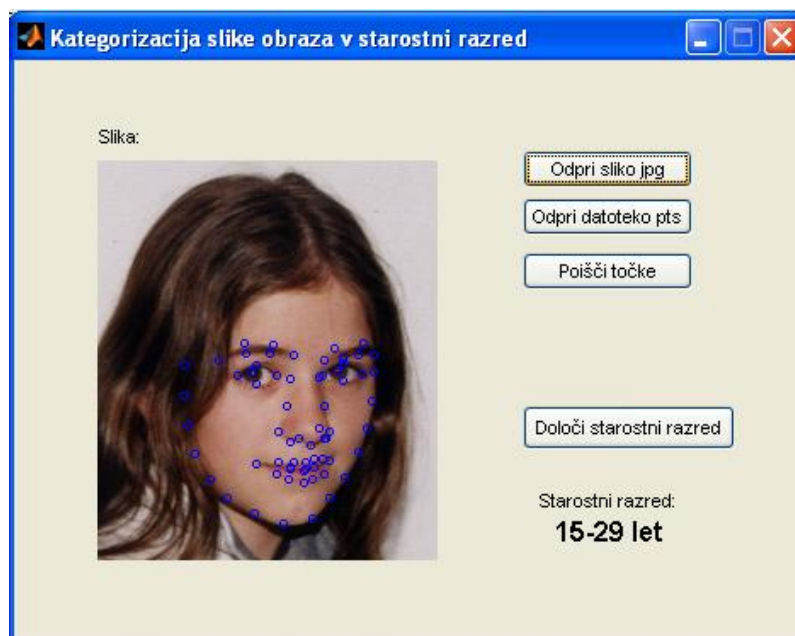 Kategorizacija slike obraza v starostni razred
Slika:
Odpri sliko jpg
Odpri datoteko pts
Poišči točke
Določi starostni razred
Starostni razred:
15-29 let